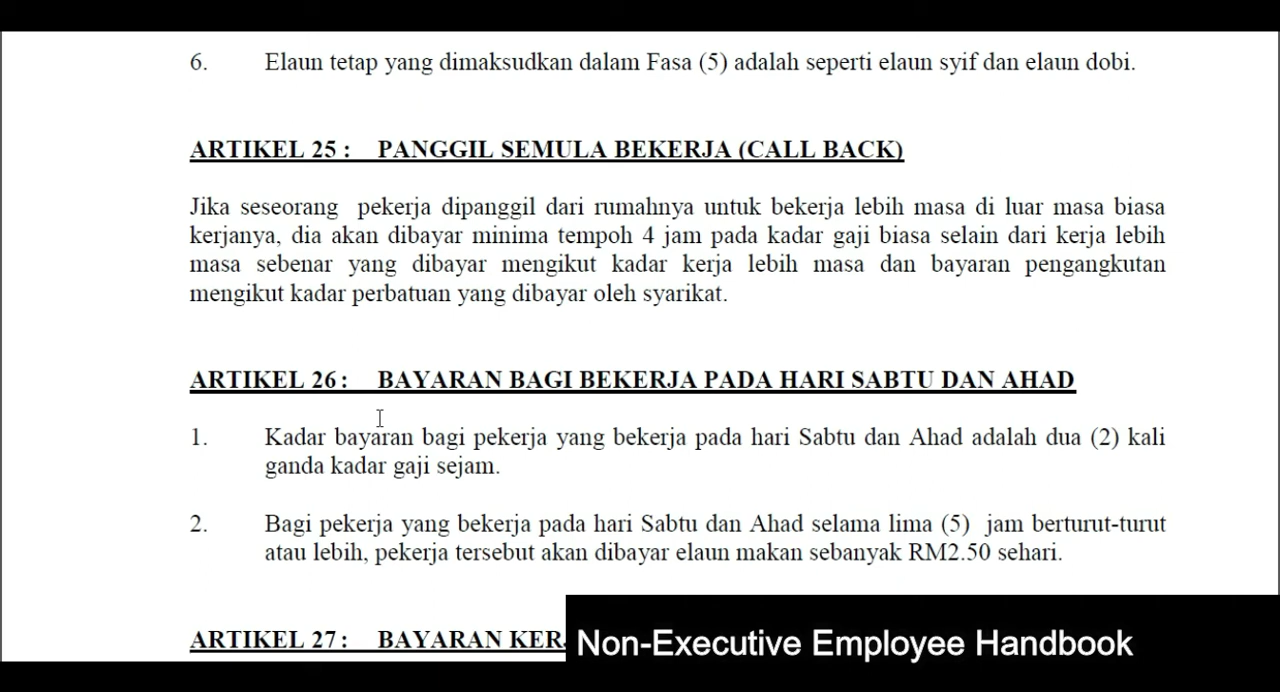 6. Elaun tetap yang dimaksudkan dalam Fasa (5) adalah seperti elaun syif dan elaun dobi.
ARTIKEL 25 : PANGGIL SEMULA BEKERJA (CALL BACK)
Jika seseorang pekerja dipanggil dari rumahnya untuk bekerja lebih masa di luar masa biasa
kerjanya, dia akan dibayar minima tempoh 4 jam pada kadar gaji biasa selain dari kerja lebih
masa sebenar yang dibayar mengikut kadar kerja lebih masa dan bayaran pengangkutan
mengikut kadar perbatuan yang dibayar oleh syarikat.
ARTIKEL 26 : BAYARAN BAGI BEKERJA PADA HARI SABTU DAN AHAD
1. Kadar bayaran bagi pekerja yang bekerja pada hari Sabtu dan Ahad adalah dua (2) kali
ganda kadar gaji sejam.
2. Bagi pekerja yang bekerja pada hari Sabtu dan Ahad selama lima (5) jam berturut-turut
atau lebih, pekerja tersebut akan dibayar elaun makan sebanyak RM2.50 sehari.
ARTIKEL 27 : BAYARAN
Non-Executive Employee Handbook